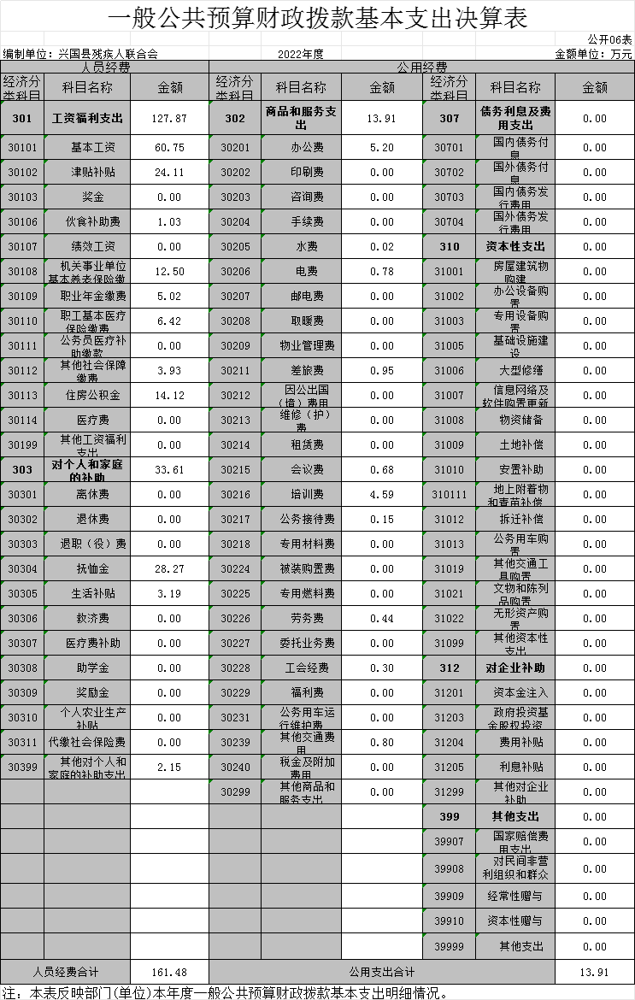 一般公共预算财政拨款基本支出决算表
公开06表
编制单位：兴国县残疾人联合会 2022年度 金额单位：万元
人员经费 公用经费
经济分类科目 科目名称 金额 经济分类科目 科目名称 金额 经济分类科目 科目名称 金额
301 工资福利支出 127.87 302 商品和服务支出 13.91 307 债务利息及费用支出 0.00
30101 基本工资 60.75 30201 办公费 5.20 30701 国内债务付息 0.00
30102 津贴补贴 24.11 30202 印刷费 0.00 30702 国外债务付息 0.00
30103 奖金 0.00 30203 咨询费 0.00 30703 国内债务发行费用 0.00
30106 伙食补助费 1.03 30204 手续费 0.00 30704 国外债务发行费用 0.00
30107 绩效工资 0.00 30205 水费 0.02 310 资本性支出 0.00
30108 机关事业单位基本养老保险缴 12.50 30206 电费 0.78 31001 房屋建筑物购建 0.00
30109 职业年金缴费 5.02 30207 邮电费 0.00 31002 办公设备购置 0.00
30110 职工基本医疗保险缴费 6.42 30208 取暖费 0.00 31003 专用设备购置 0.00
30111 公务员医疗补助缴款 0.00 30209 物业管理费 0.00 31005 基础设施建设 0.00
30112 其他社会保障缴费 3.93 30211 差旅费 0.95 31006 大型修缮 0.00
30113 住房公积金 14.12 30212 因公出国（境）费用 0.00 31007 信息网络及软件购置更新 0.00
30114 医疗费 0.00 30213 维修（护）费 0.00 31008 物资储备 0.00
30199 其他工资福利支出 0.00 30214 租赁费 0.00 31009 土地补偿 0.00
303 对个人和家庭的补助 33.61 30215 会议费 0.68 31010 安置补助 0.00
30301 离休费 0.00 30216 培训费 4.59 310111 地上附着物和青苗补偿 0.00
30302 退休费 0.00 30217 公务接待费 0.15 31012 拆迁补偿 0.00
30303 退职（役）费 0.00 30218 专用材料费 0.00 31013 公务用车购置 0.00
30304 抚恤金 28.27 30224 被装购置费 0.00 31019 其他交通工具购置 0.00
30305 生活补贴 3.19 30225 专用燃料费 0.00 31021 文物和陈列品购置 0.00
30306 救济费 0.00 30226 劳务费 0.44 31022 无形资产购置 0.00
30307 医疗费补助 0.00 30227 委托业务费 0.00 31099 其他资本性支出 0.00
30308 助学金 0.00 30228 工会经费 0.30 312 对企业补助 0.00
30309 奖励金 0.00 30229 福利费 0.00 31201 资本金注入 0.00
30310 个人农业生产补贴 0.00 30231 公务用车运行维护费 0.00 31203 政府投资基金股权投资 0.00
30311 代缴社会保险费 0.00 30239 其他交通费用 0.80 31204 费用补贴 0.00
30399 其他对个人和家庭的补助支出 2.15 30240 税金及附加费用 0.00 31205 利息补贴 0.00
30299 其他商品和服务支出 0.00 31299 其他对企业补助 0.00
399 其他支出 0.00
39907 国家赔偿费用支出 0.00
39908 对民间非营利组织和群众 0.00
39909 经常性赠与 0.00
39910 资本性赠与 0.00
39999 其他支出 0.00
人员经费合计 161.48 公用支出合计 13.91
注：本表反映部门(单位)本年度一般公共预算财政拨款基本支出明细情况。